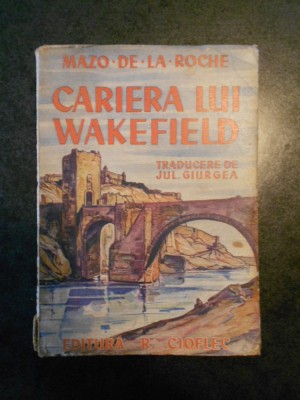 MAZO·DE·LA·ROCHE
CARIERA LUI
WAKEFIELD
TRADUCERE DE
JUL. GIURGEA
EDITURA "R" CIOFLEC